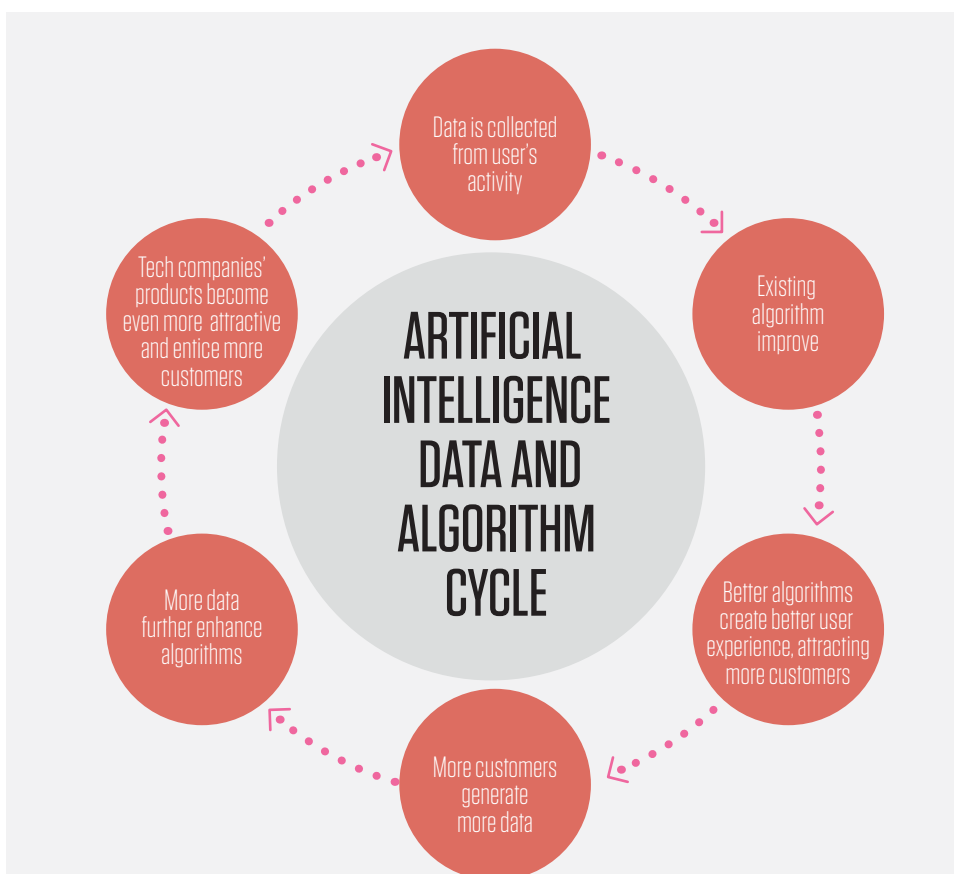 Data is collected
from user's
activity
Existing
algorithm
improve
Better algorithms
create better user
experience, attracting
more customers
More customers
generate
more data
More data
further enhance
algorithms
Tech companies'
products become
even more attractive
and entice more
customers
ARTIFICIAL
INTELLIGENCE
DATA AND
ALGORITHM
CYCLE